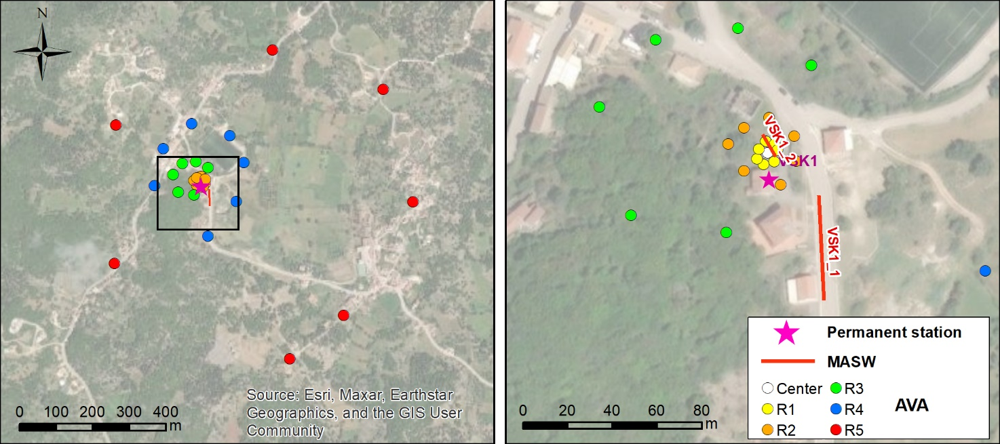 N
0 100 200 300 400
m
Source: Esri, Maxar, Earthstar
Geographics, and the GIS User
Community
VSK1_2
VSK1
VSK1_1
0 20 40 60 80
m
Permanent station
MASW
Center R3
R1 R4 AVA
R2 R5